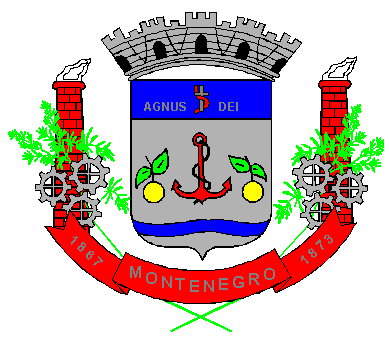 AGNUS DEI
1867 MONTENEGRO 1873